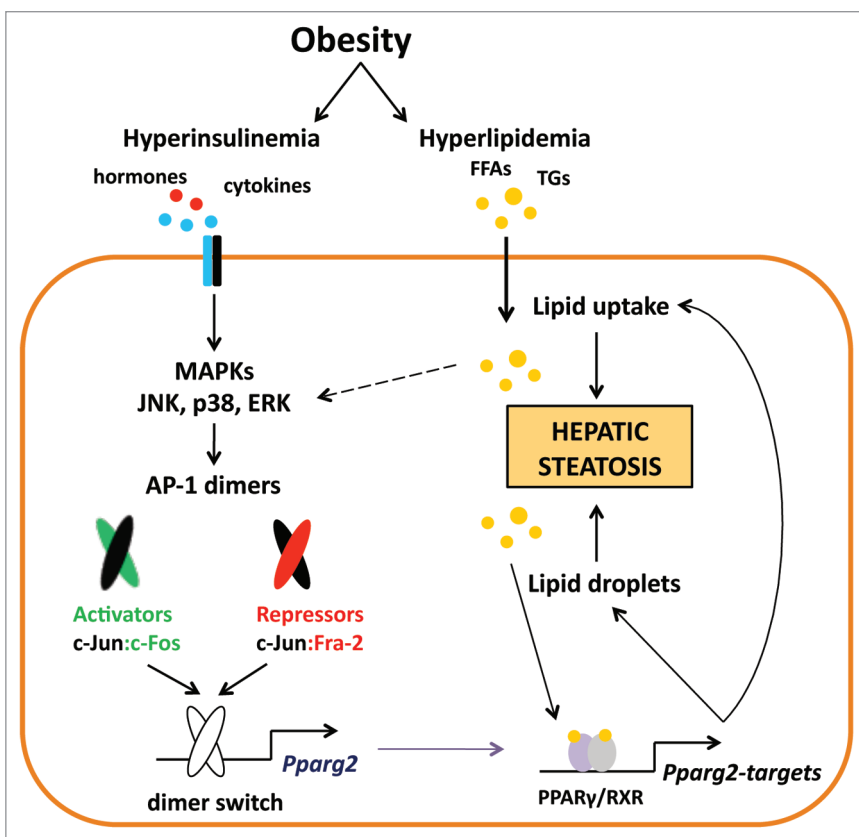 Obesity
Hyperinsulinemia
Hyperlipidemia
hormones
cytokines
FFAs
TGs
Lipid uptake
MAPKs
JNK, p38, ERK
HEPATIC
STEATOSIS
AP-1 dimers
Lipid droplets
Activators
c-Jun:c-Fos
Repressors
c-Jun:Fra-2
Pparg2
dimer switch
PPARγ/RXR
Pparg2-targets